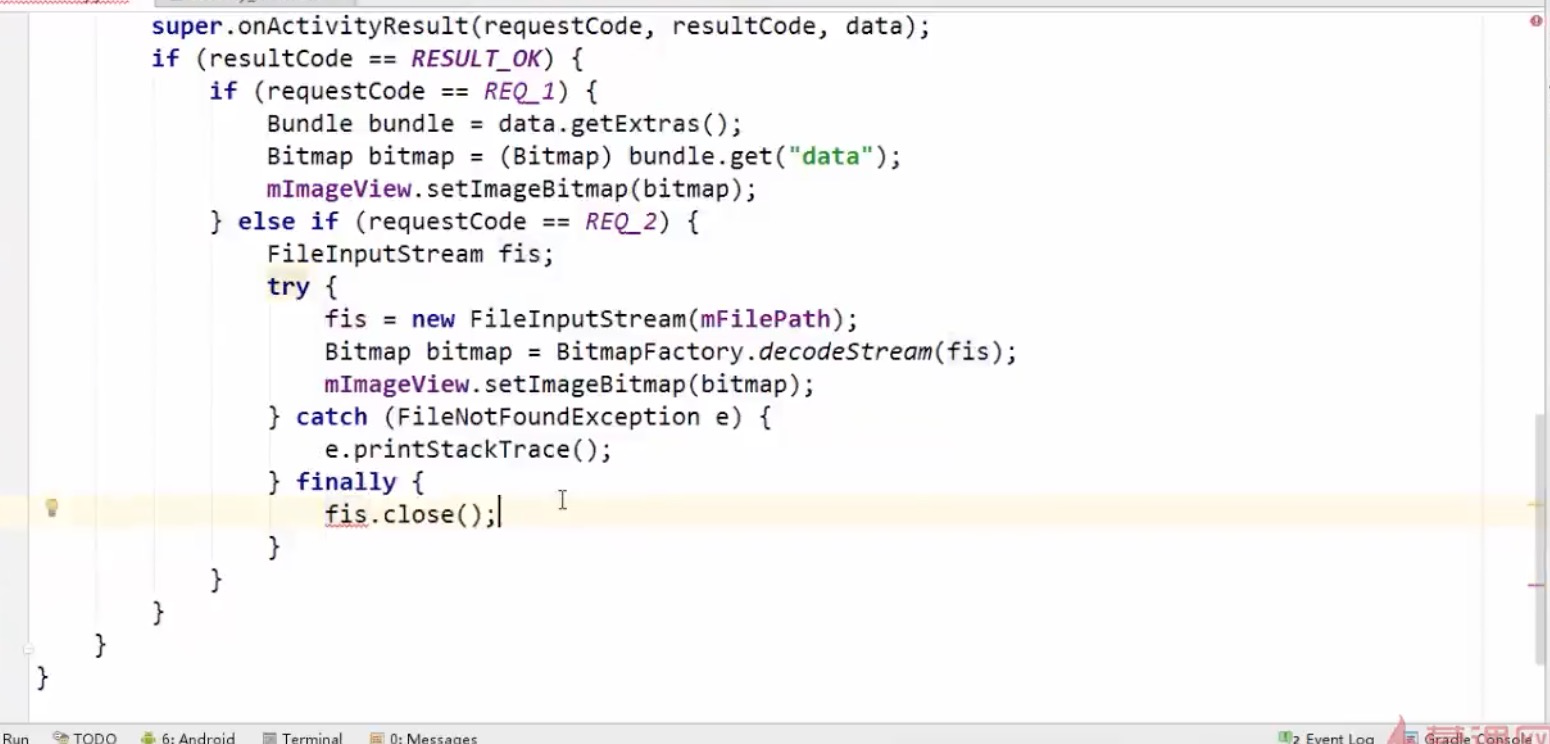 super.onActivityResult(requestCode, resultCode, data);
if (resultCode == RESULT_OK) {
if (requestCode == REQ_1) {
Bundle bundle = data.getExtras();
Bitmap bitmap = (Bitmap) bundle.get("data");
mImageView.setImageBitmap(bitmap);
} else if (requestCode == REQ_2) {
FileInputStream fis;
try {
fis = new FileInputStream(mFilePath);
Bitmap bitmap = BitmapFactory.decodeStream(fis);
mImageView.setImageBitmap(bitmap);
} catch (FileNotFoundException e) {
e.printStackTrace();
} finally {
fis.close();
}
}
}
}
}
Run TODO 6: Android Terminal 0: Messages 2 Event Log Gradle Console